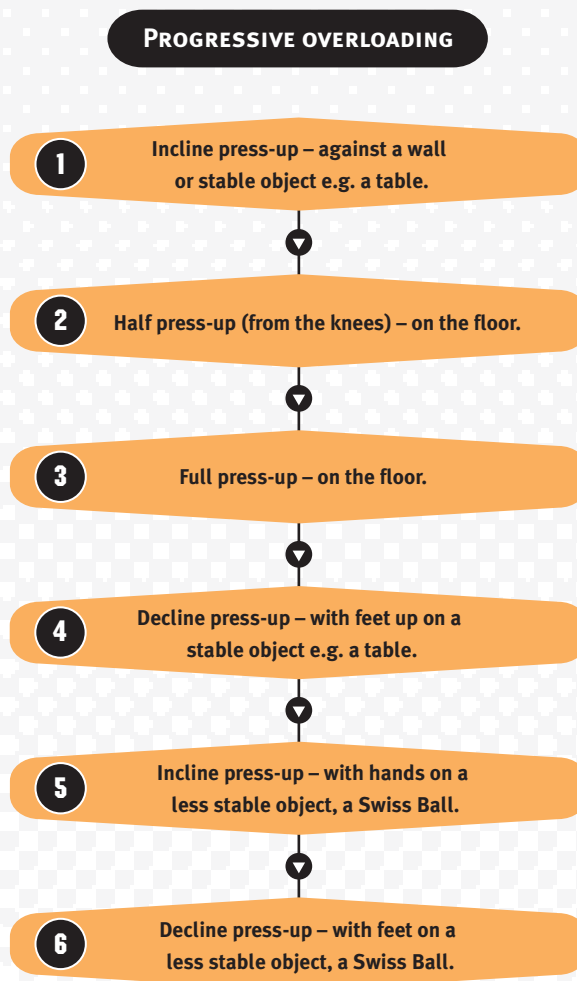 PROGRESSIVE OVERLOADING
1
Incline press-up – against a wall
or stable object e.g. a table.
2
Half press-up (from the knees) – on the floor.
3
Full press-up – on the floor.
4
Decline press-up – with feet up on a
stable object e.g. a table.
5
Incline press-up – with hands on a
less stable object, a Swiss Ball.
6
Decline press-up – with feet on a
less stable object, a Swiss Ball.